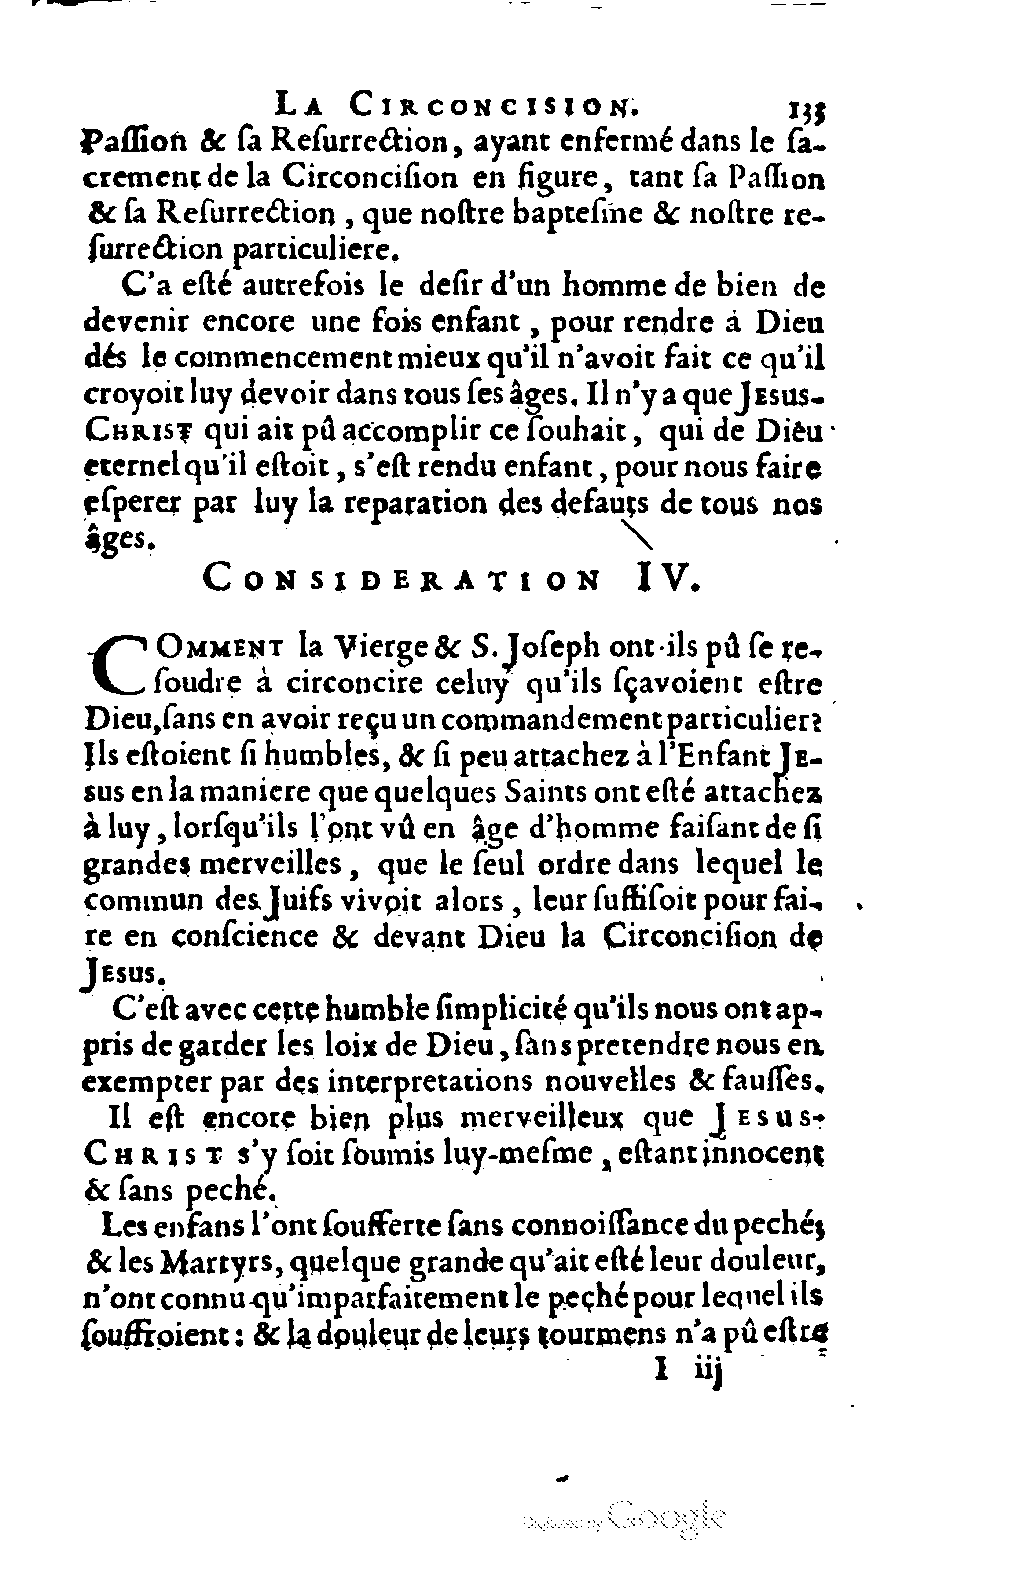 LA CIRCONCISION. 135
Paſſion & ſa Reſurrection, ayant enfermé dans le ſa-
crement de la Circonciſion en figure, tant ſa Paſſion
& ſa Reſurrection, que noſtre bapteſme & noſtre re-
ſurrection particuliere.
C'a eſté autrefois le deſir d'un homme de bien de
devenir encore une fois enfant, pour rendre à Dieu
dés le commencement mieux qu'il n'avoit fait ce qu'il
croyoit luy devoir dans tous ſes âges. Il n'y a que JESUS-
CHRIST qui ait pû accomplir ce ſouhait, qui de Dieu
eternel qu'il eſtoit, s'eſt rendu enfant, pour nous faire
eſperer par luy la reparation des defauts de tous nos
âges.
CONSIDERATION IV.
COMMENT la Vierge & S. Joſeph ont-ils pû ſe re-
ſoudre à circoncire celuy qu'ils ſçavoient eſtre
Dieu, ſans en avoir reçu un commandement particulier?
Ils eſtoient ſi humbles, & ſi peu attachez à l'Enfant JE-
SUS en la maniere que quelques Saints ont eſté attachez
à luy, lorſqu'ils l'ont vû en âge d'homme faiſant de ſi
grandes merveilles, que le ſeul ordre dans lequel le
commun des Juifs vivoit alors, leur ſuffiſoit pour fai-
re en conſcience & devant Dieu la Circonciſion de
JESUS.
C'eſt avec cette humble ſimplicité qu'ils nous ont ap-
pris de garder les loix de Dieu, ſans pretendre nous en
exempter par des interpretations nouvelles & fauſſes.
Il eſt encore bien plus merveilleux que JESUS-
CHRIST s'y ſoit ſoumis luy-meſme, eſtant innocent
& ſans peché.
Les enfans l'ont ſoufferte ſans connoiſſance du peché;
& les Martyrs, quelque grande qu'ait eſté leur douleur,
n'ont connu qu'imparfaitement le peché pour lequel ils
ſouffroient: & la douleur de leurs tourmens n'a pû eſtre
I iij
Digitized by Google